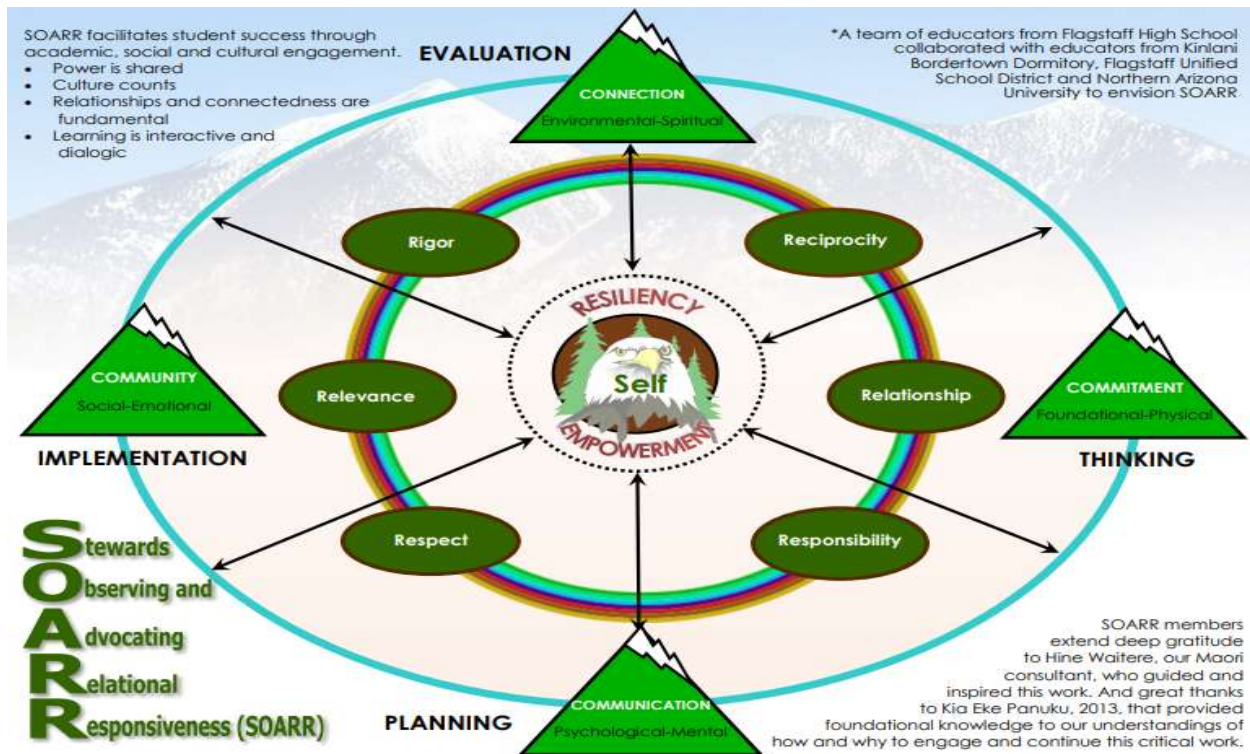 SOARR facilitates student success through
academic, social and cultural engagement.
• Power is shared
• Culture counts
• Relationships and connectedness are
fundamental
• Learning is interactive and
dialogic
EVALUATION
CONNECTION
Environmental-Spiritual
*A team of educators from Flagstaff High School
collaborated with educators from Kinlani
Bordertown Dormitory, Flagstaff Unified
School District and Northern Arizona
University to envision SOARR
Rigor
Reciprocity
RESILIENCY
Self
EMPOWERMENT
COMMUNITY
Social-Emotional
IMPLEMENTATION
Relevance
Relationship
COMMITMENT
Foundational-Physical
THINKING
Respect
Responsibility
Stewards
Observing and
Advocating
Relational
Responsiveness (SOARR)
PLANNING
COMMUNICATION
Psychological-Mental
SOARR members
extend deep gratitude
to Hine Waitere, our Maori
consultant, who guided and
inspired this work. And great thanks
to Kia Eke Panuku, 2013, that provided
foundational knowledge to our understandings of
how and why to engage and continue this critical work.